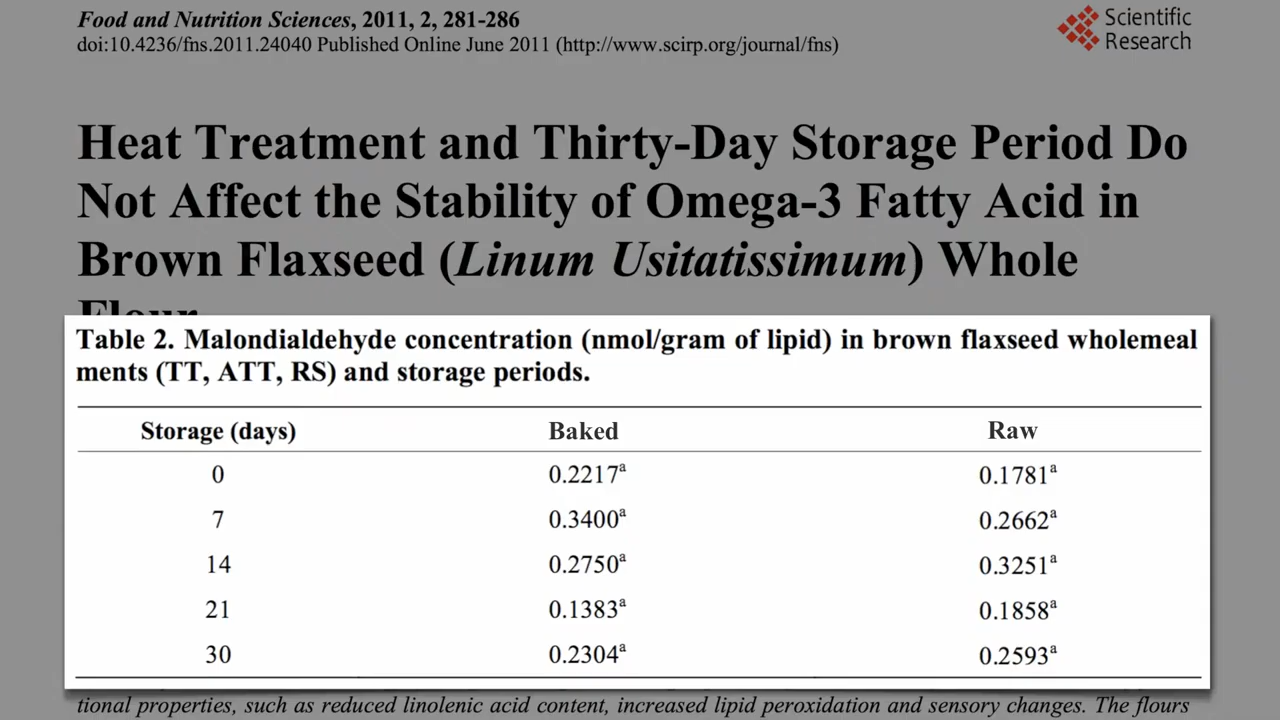 Food and Nutrition Sciences, 2011, 2, 281-286
doi:10.4236/fns.2011.24040 Published Online June 2011 (http://www.scirp.org/journal/fns)
Scientific
Research
Heat Treatment and Thirty-Day Storage Period Do
Not Affect the Stability of Omega-3 Fatty Acid in
Brown Flaxseed (Linum Usitatissimum) Whole
Flour
Table 2. Malondialdehyde concentration (nmol/gram of lipid) in brown flaxseed wholemeal
ments (TT, ATT, RS) and storage periods.
Storage (days) Baked Raw
0 0.2217ª 0.1781ª
7 0.3400ª 0.2662ª
14 0.2750ª 0.3251ª
21 0.1383ª 0.1858ª
30 0.2304ª 0.2593ª
tional properties, such as reduced linolenic acid content, increased lipid peroxidation and sensory changes. The flours